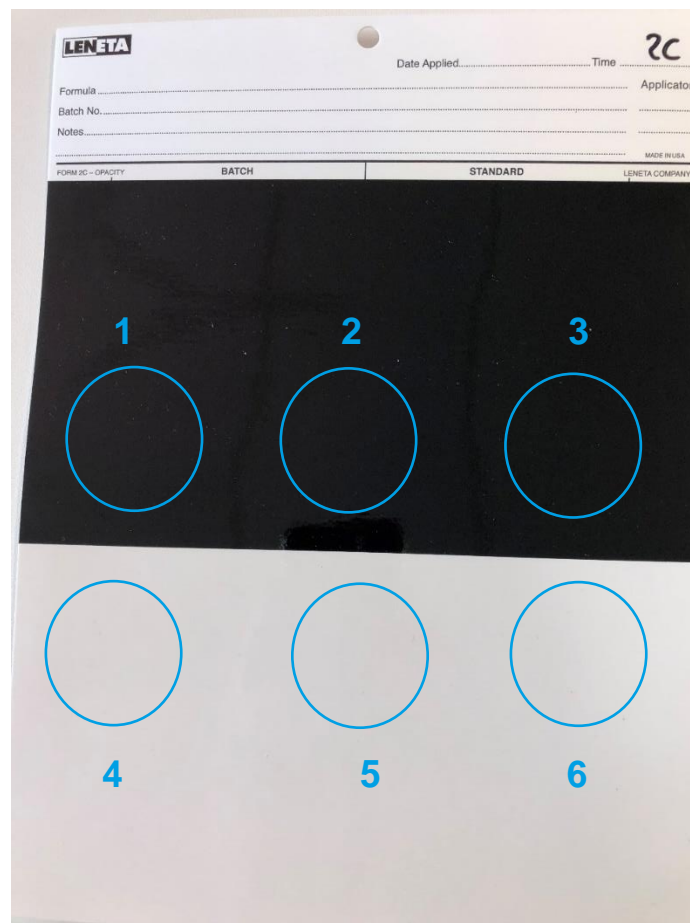 LENETA
2C
Date Applied Time
Formula Applicator
Batch No.
Notes
MADE IN USA
FORM 2C – OPACITY BATCH STANDARD LENETA COMPANY
1 2 3
4 5 6